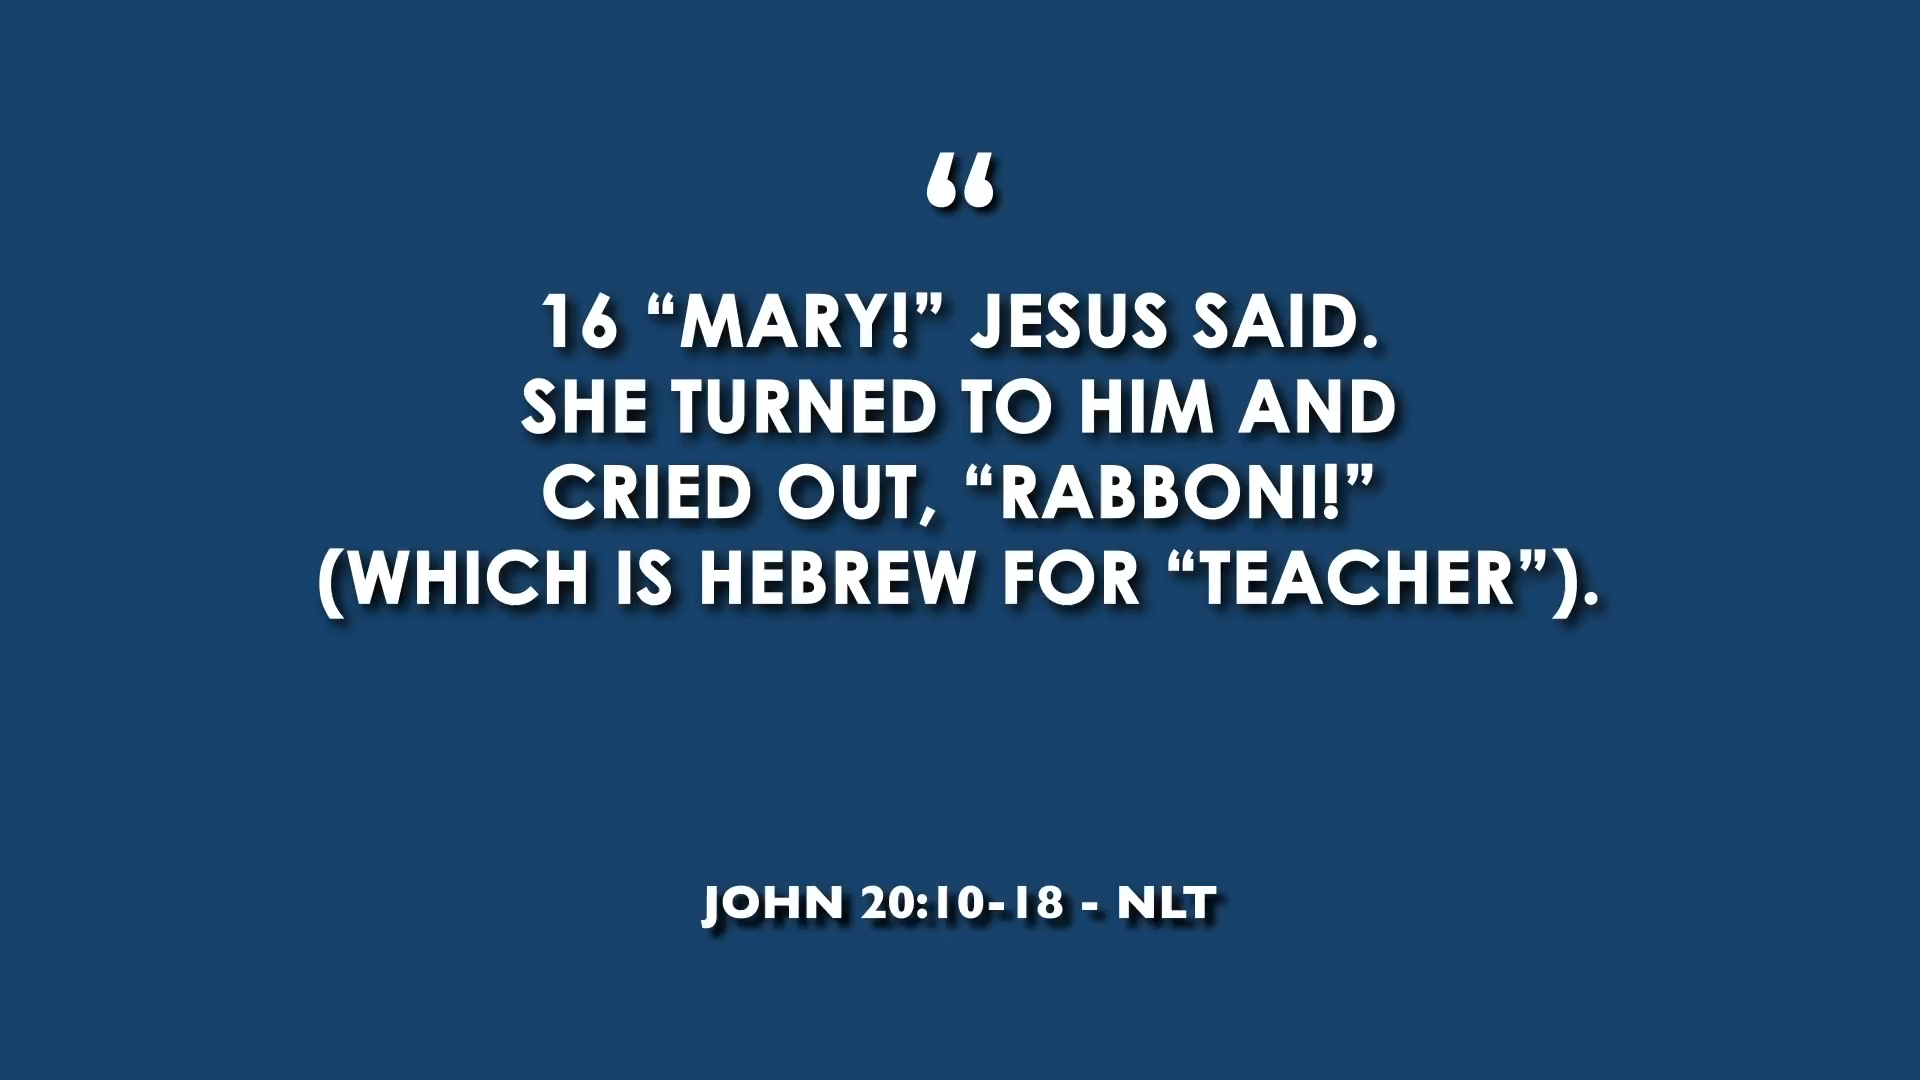 “
16 “MARY!” JESUS SAID.
SHE TURNED TO HIM AND
CRIED OUT, “RABBONI!”
(WHICH IS HEBREW FOR “TEACHER”).
JOHN 20:10-18 - NLT